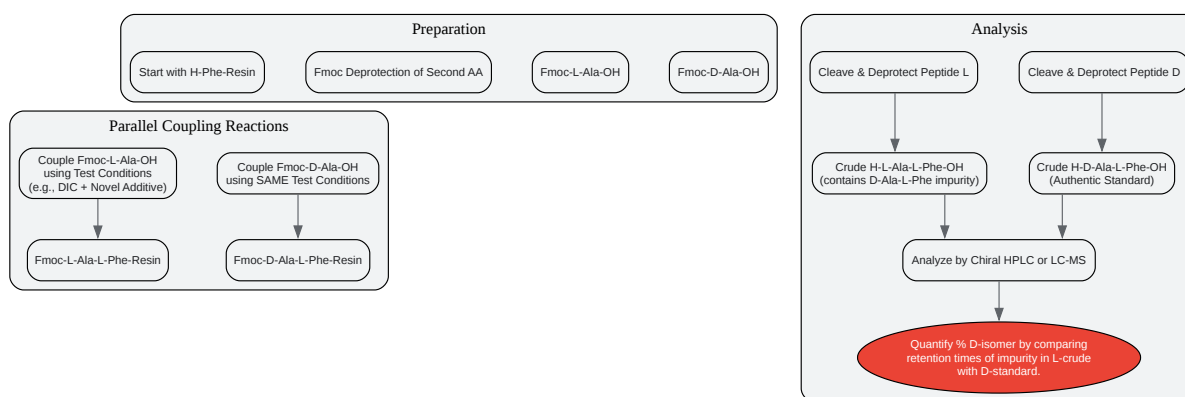 Preparation
Start with H-Phe-Resin
Fmoc Deprotection of Second AA
Fmoc-L-Ala-OH
Fmoc-D-Ala-OH
Parallel Coupling Reactions
Couple Fmoc-L-Ala-OH
using Test Conditions
(e.g., DIC + Novel Additive)
Couple Fmoc-D-Ala-OH
using SAME Test Conditions
Fmoc-L-Ala-L-Phe-Resin
Fmoc-D-Ala-L-Phe-Resin
Analysis
Cleave & Deprotect Peptide L
Cleave & Deprotect Peptide D
Crude H-L-Ala-L-Phe-OH
(contains D-Ala-L-Phe impurity)
Crude H-D-Ala-L-Phe-OH
(Authentic Standard)
Analyze by Chiral HPLC or LC-MS
Quantify % D-isomer by comparing
retention times of impurity in L-crude
with D-standard.